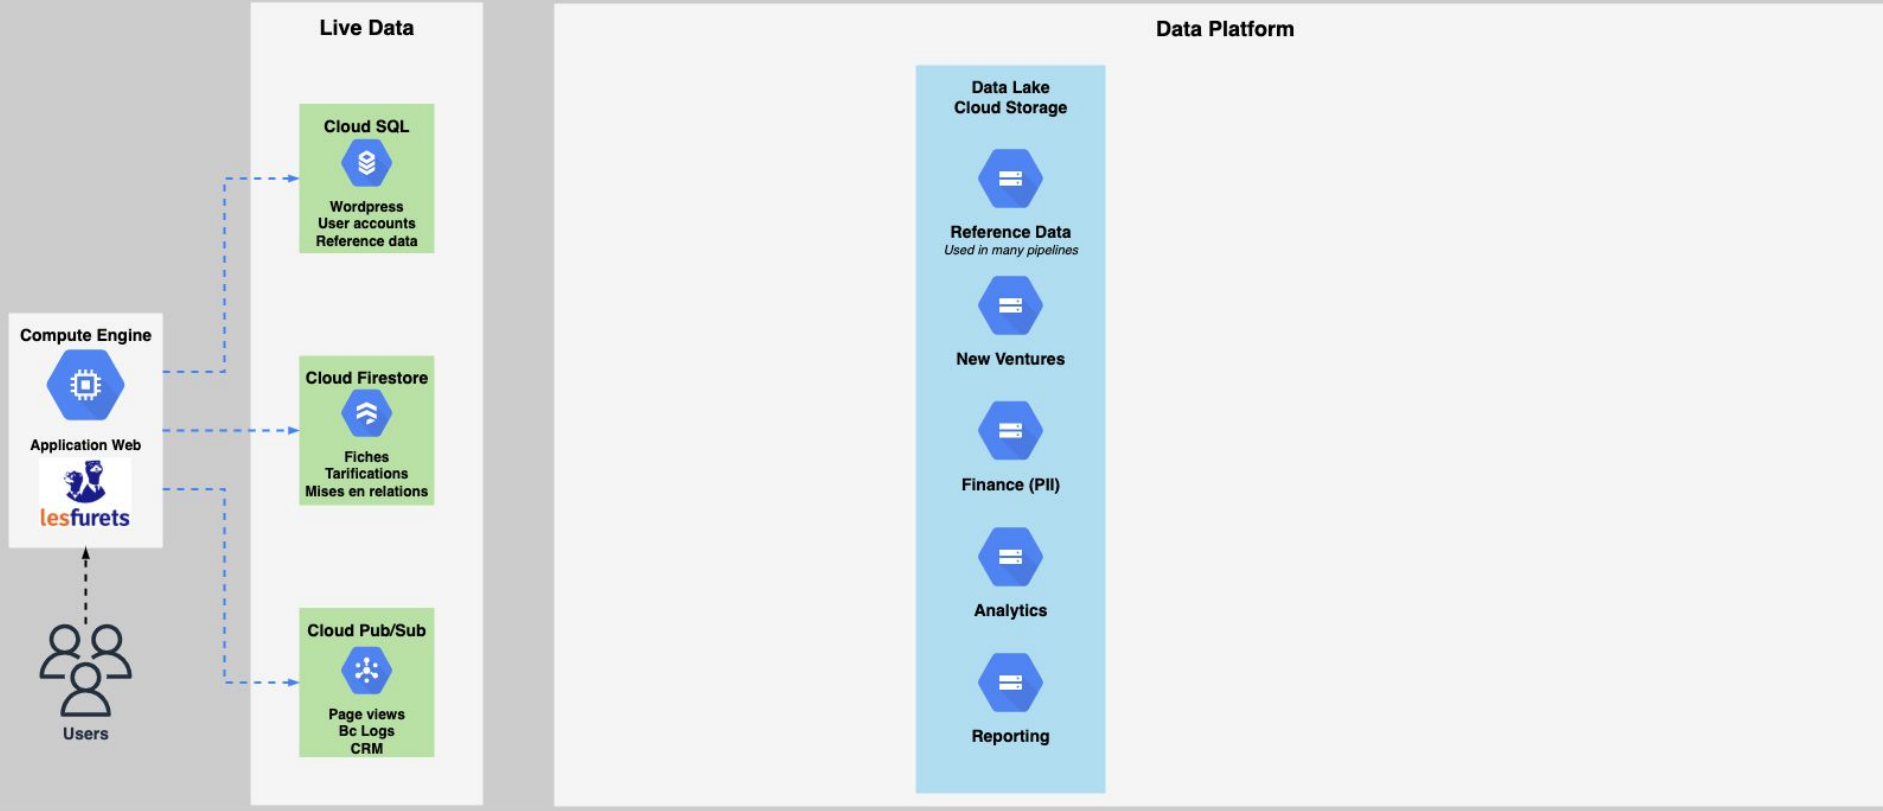 Live Data
Data Platform
Cloud SQL
Wordpress
User accounts
Reference data
Compute Engine
Application Web
lesfurets
Users
Cloud Firestore
Fiches
Tarifications
Mises en relations
Cloud Pub/Sub
Page views
Bc Logs
CRM
Data Lake
Cloud Storage
Reference Data
Used in many pipelines
New Ventures
Finance (PII)
Analytics
Reporting